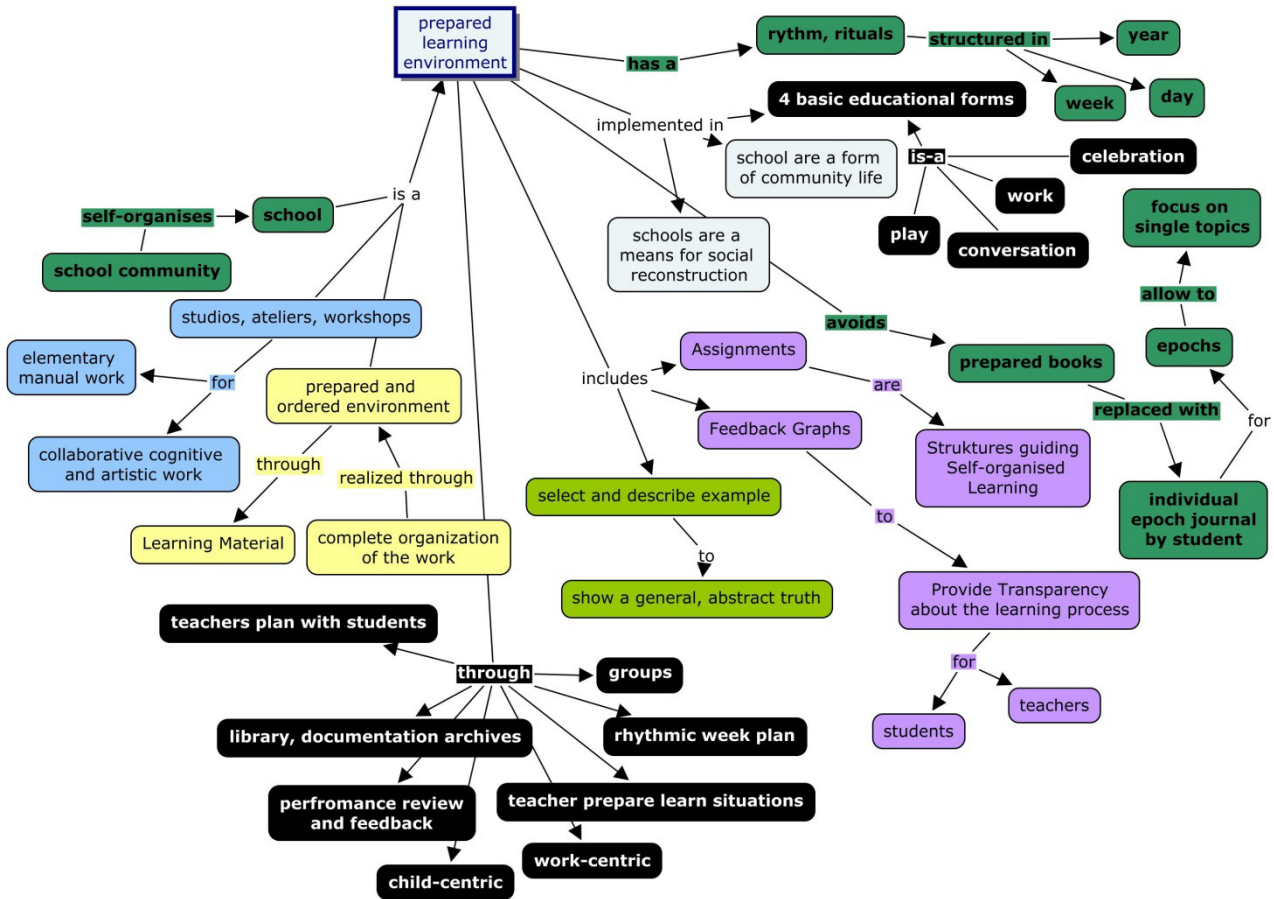 prepared
learning
environment
has a
rythm, rituals
structured in
year
week
day
implemented in
4 basic educational forms
school are a form
of community life
is-a
celebration
work
play
conversation
schools are a
means for social
reconstruction
is a
self-organises
school
school community
studios, ateliers, workshops
elementary
manual work
for
collaborative cognitive
and artistic work
prepared and
ordered environment
through
realized through
Learning Material
complete organization
of the work
includes
Assignments
are
Struktures guiding
Self-organised
Learning
Feedback Graphs
to
Provide Transparency
about the learning process
for
students
teachers
avoids
prepared books
replaced with
individual
epoch journal
by student
for
epochs
allow to
focus on
single topics
select and describe example
to
show a general, abstract truth
teachers plan with students
through
groups
library, documentation archives
rhythmic week plan
perfromance review
and feedback
teacher prepare learn situations
work-centric
child-centric